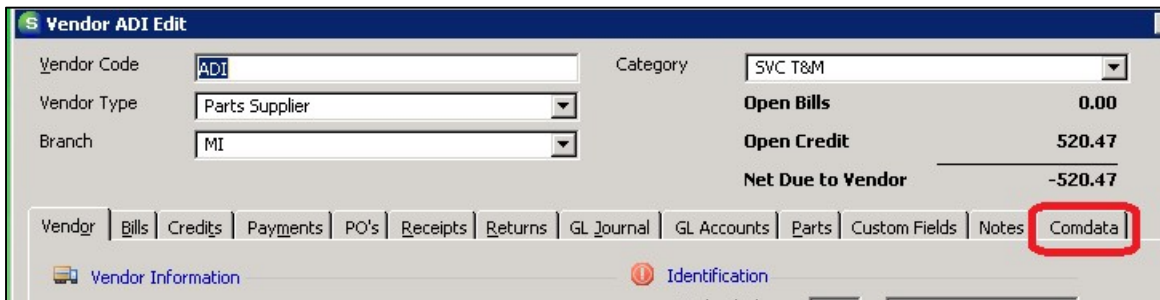 S Vendor ADI Edit
Vendor Code ADI Category SVC T&M
Vendor Type Parts Supplier Open Bills 0.00
Branch MI Open Credit 520.47
Net Due to Vendor -520.47
Vendor Bills Credits Payments PO's Receipts Returns GL Journal GL Accounts Parts Custom Fields Notes Comdata
Vendor Information Identification